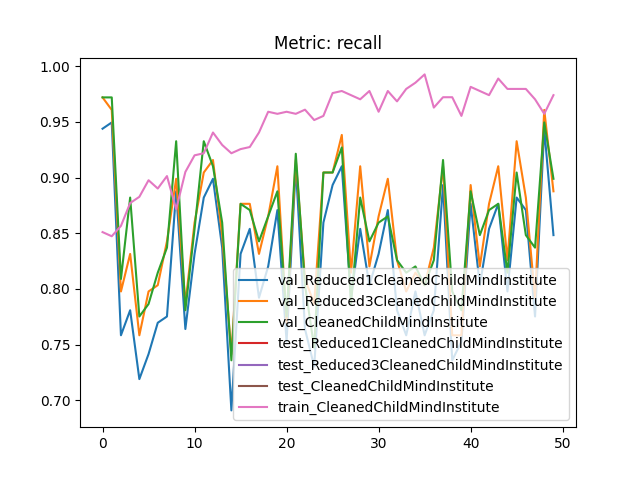 Metric: recall
1.00
0.95
0.90
0.85
0.80
0.75
0.70
val_Reduced1CleanedChildMindInstitute
val_Reduced3CleanedChildMindInstitute
val_CleanedChildMindInstitute
test_Reduced1CleanedChildMindInstitute
test_Reduced3CleanedChildMindInstitute
test_CleanedChildMindInstitute
train_CleanedChildMindInstitute
0 10 20 30 40 50